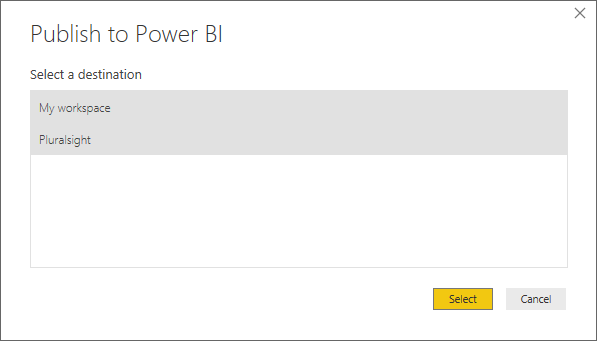 Publish to Power BI
Select a destination
My workspace
Pluralsight
Select
Cancel